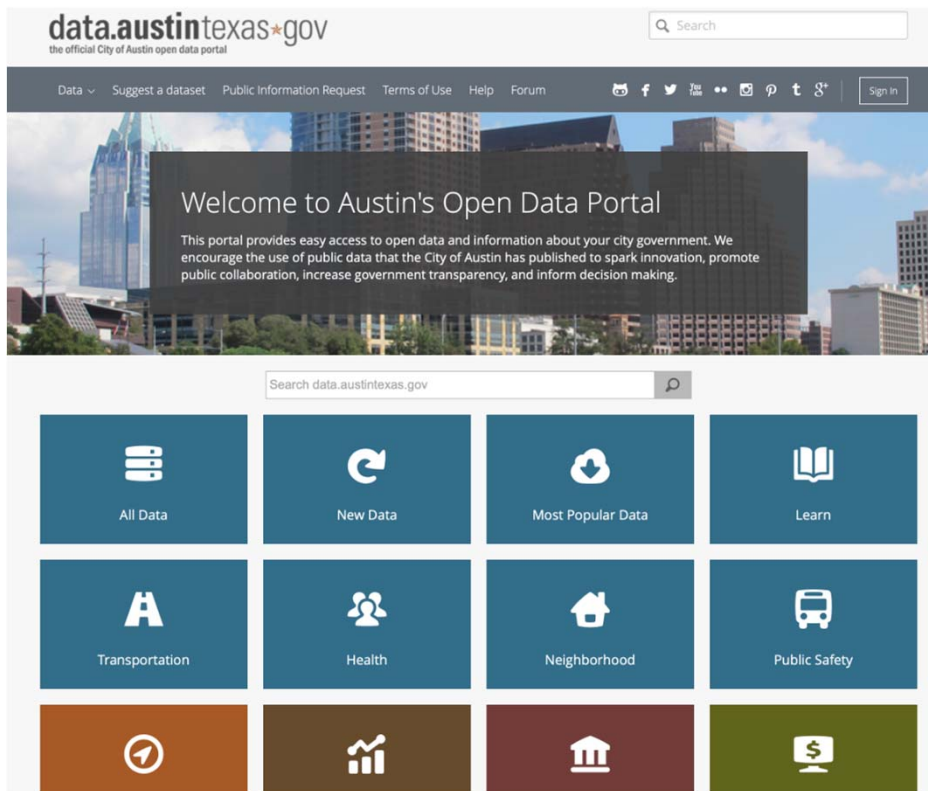 data.austintexas★gov
the official City of Austin open data portal
Search
Data Suggest a dataset Public Information Request Terms of Use Help Forum You Tube f t g+ Sign In
Welcome to Austin's Open Data Portal
This portal provides easy access to open data and information about your city government. We
encourage the use of public data that the City of Austin has published to spark innovation, promote
public collaboration, increase government transparency, and inform decision making.
Search data.austintexas.gov
All Data New Data Most Popular Data Learn
Transportation Health Neighborhood Public Safety
$